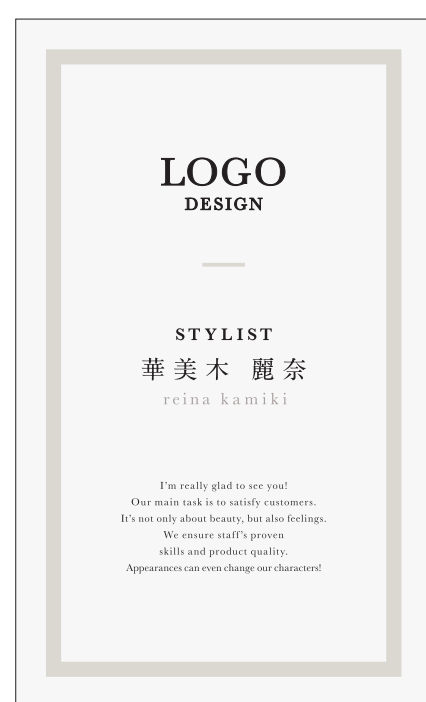 LOGO
DESIGN
STYLIST
華美木 麗奈
reina kamiki
I'm really glad to see you!
Our main task is to satisfy customers.
It's not only about beauty, but also feelings.
We ensure staff's proven
skills and product quality.
Appearances can even change our characters!